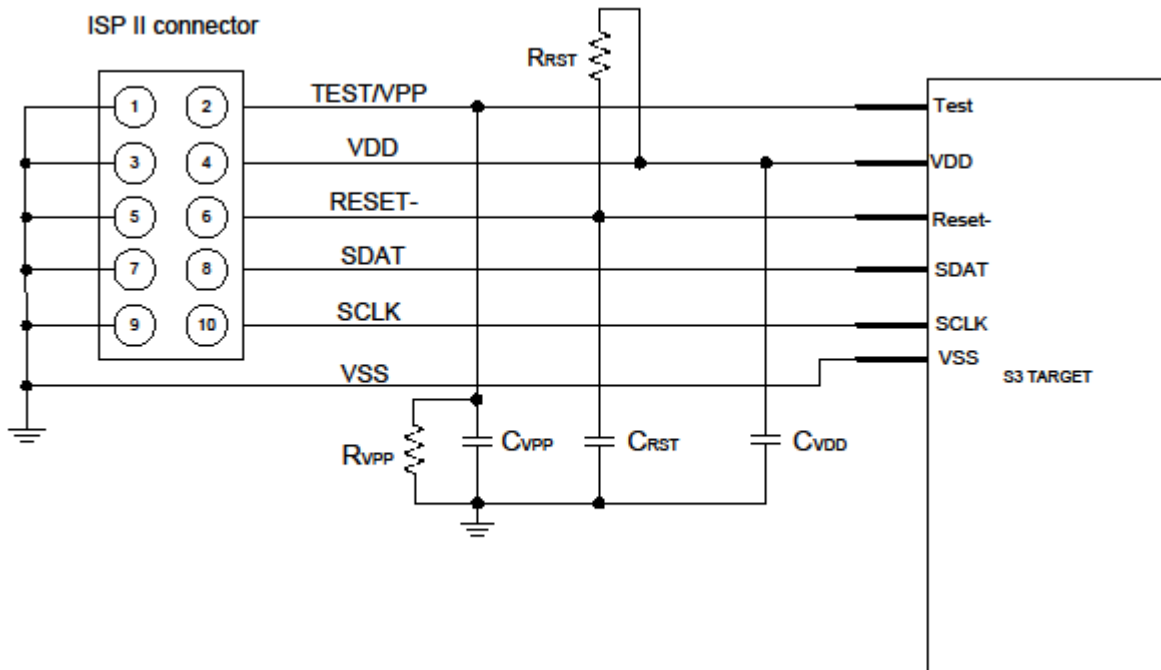 ISP II connector
RRST
1
2
TEST/VPP
Test
3
4
VDD
VDD
5
6
RESET-
Reset-
7
8
SDAT
SDAT
9
10
SCLK
SCLK
VSS
VSS
S3 TARGET
RVPP
CVPP
CRST
CVDD